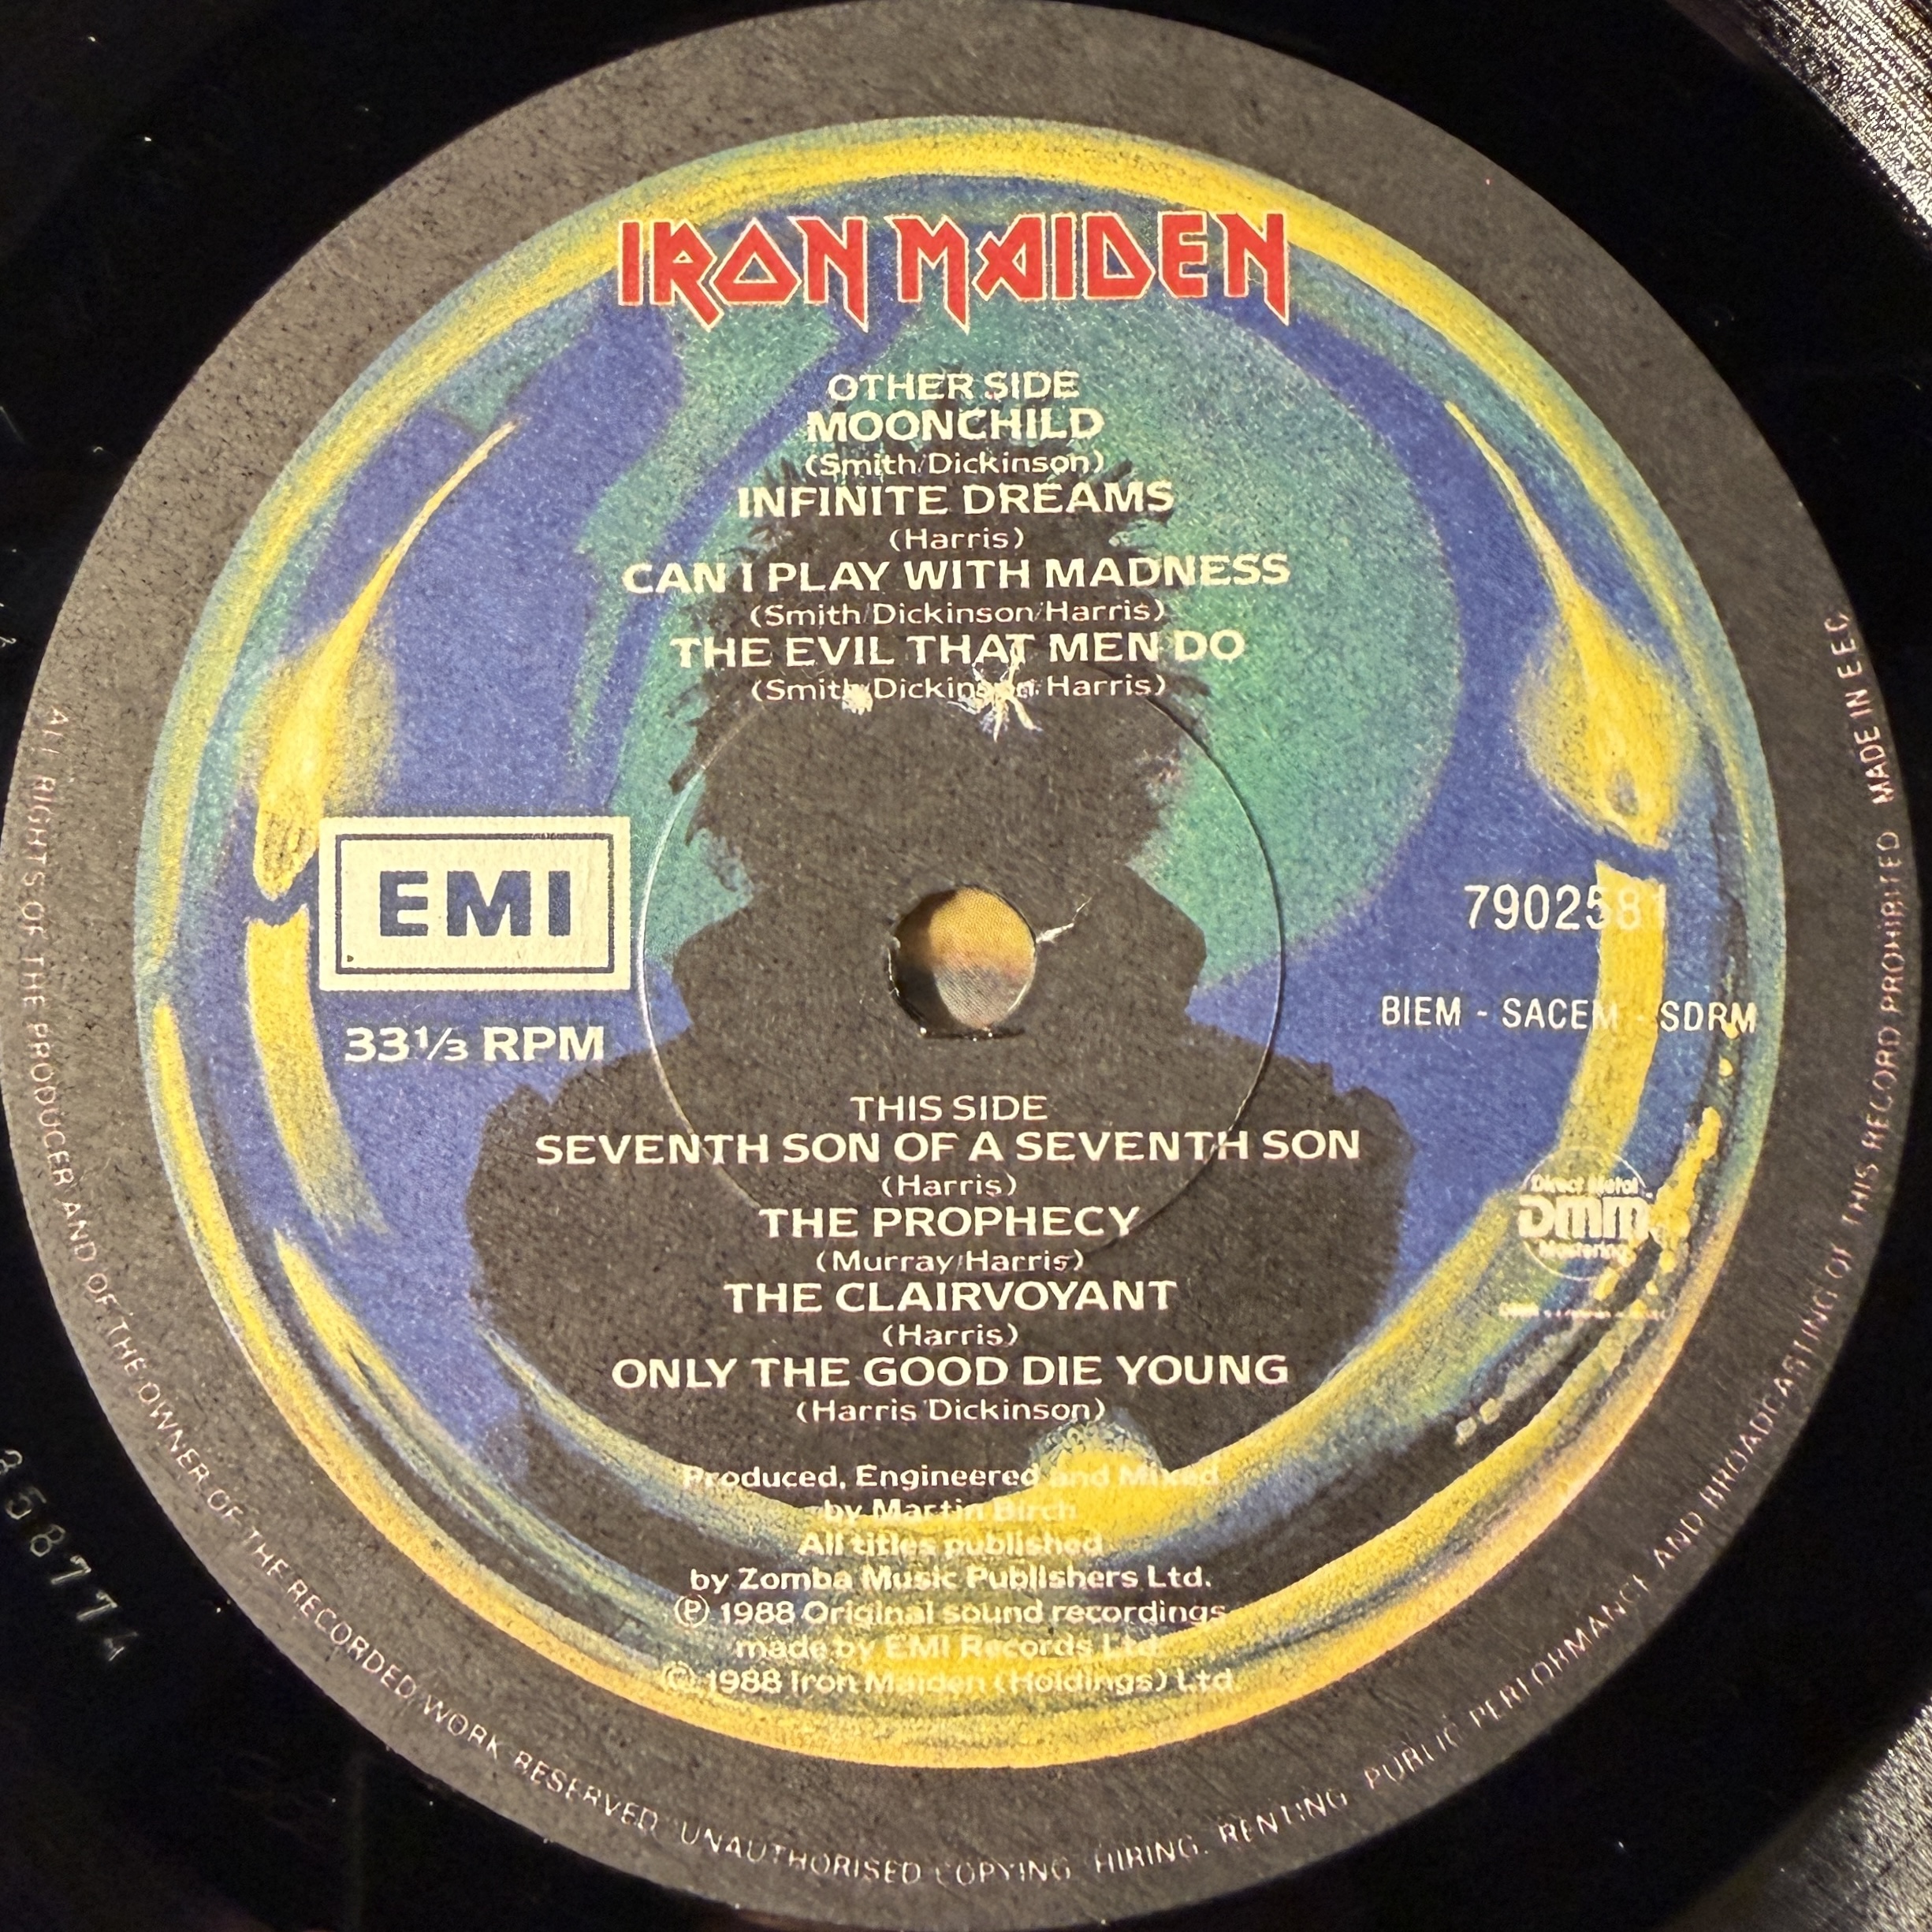 IRON MAIDEN
OTHER SIDE
MOONCHILD
(Smith/Dickinson)
INFINITE DREAMS
(Harris)
CAN I PLAY WITH MADNESS
(Smith/Dickinson/Harris)
THE EVIL THAT MEN DO
(Smith/Dickinson/Harris)
EMI
33⅓ RPM
7902581
BIEM - SACEM - SDRM
THIS SIDE
SEVENTH SON OF A SEVENTH SON
(Harris)
THE PROPHECY
(Murray/Harris)
THE CLAIRVOYANT
(Harris)
ONLY THE GOOD DIE YOUNG
(Harris/Dickinson)
Direct Metal
DMM
Mastering
Produced, Engineered and Mixed
by Martin Birch
All titles published
by Zomba Music Publishers Ltd.
Ⓟ 1988 Original sound recordings
made by EMI Records Ltd.
© 1988 Iron Maiden (Holdings) Ltd.
ALL RIGHTS OF THE PRODUCER AND OF THE OWNER OF THE RECORDED WORK RESERVED. UNAUTHORISED COPYING, HIRING, RENTING, PUBLIC PERFORMANCE AND BROADCASTING OF THIS RECORD PROHIBITED MADE IN EEC
358774